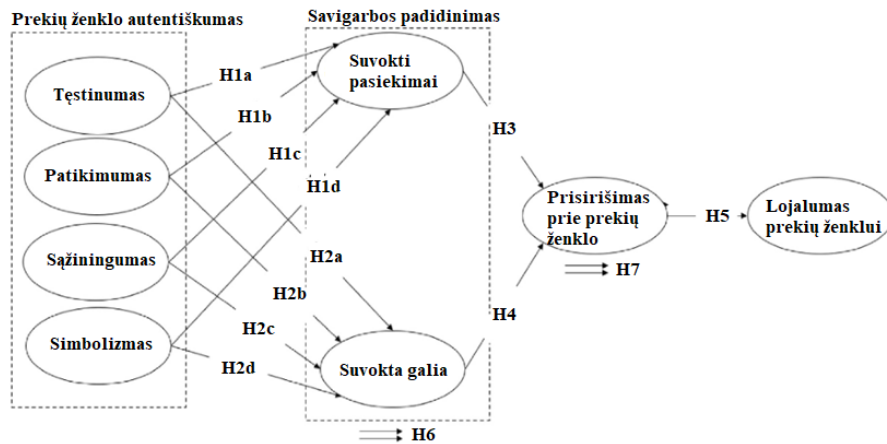 Prekių ženklo autentiškumas
Savigarbos padidinimas
Tęstinumas
Patikimumas
Sąžiningumas
Simbolizmas
H1a
H1b
H1c
H1d
H2a
H2b
H2c
H2d
Suvokti
pasiekimai
Suvokta galia
H3
H4
Prisirišimas
prie prekių
ženklo
H5
Lojalumas
prekių ženklui
H7
H6